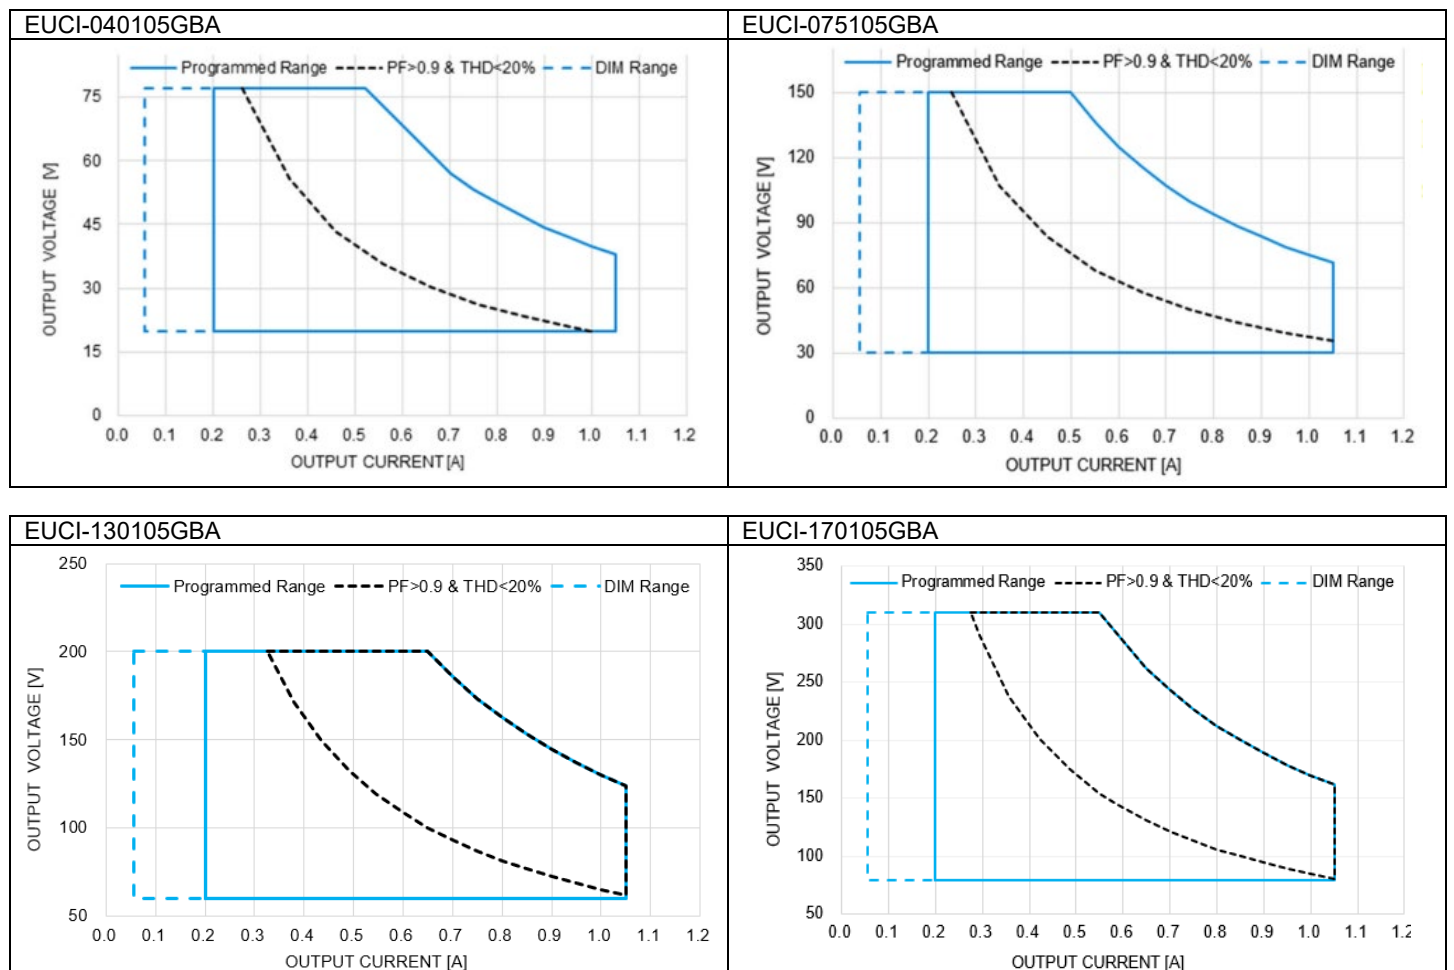 EUCI-040105GBA
Programmed Range PF>0.9 & THD<20% DIM Range
75
60
45
30
15
0
OUTPUT VOLTAGE [V]
0.0 0.1 0.2 0.3 0.4 0.5 0.6 0.7 0.8 0.9 1.0 1.1 1.2
OUTPUT CURRENT [A]
EUCI-075105GBA
Programmed Range PF>0.9 & THD<20% DIM Range
150
120
90
60
30
0
OUTPUT VOLTAGE [V]
0.0 0.1 0.2 0.3 0.4 0.5 0.6 0.7 0.8 0.9 1.0 1.1 1.2
OUTPUT CURRENT [A]
EUCI-130105GBA
250
Programmed Range PF>0.9 & THD<20% DIM Range
200
150
100
50
OUTPUT VOLTAGE [V]
0.0 0.1 0.2 0.3 0.4 0.5 0.6 0.7 0.8 0.9 1.0 1.1 1.2
OUTPUT CURRENT [A]
EUCI-170105GBA
350
Programmed Range PF>0.9 & THD<20% DIM Range
300
250
200
150
100
50
OUTPUT VOLTAGE [V]
0.0 0.1 0.2 0.3 0.4 0.5 0.6 0.7 0.8 0.9 1.0 1.1 1.2
OUTPUT CURRENT [A]